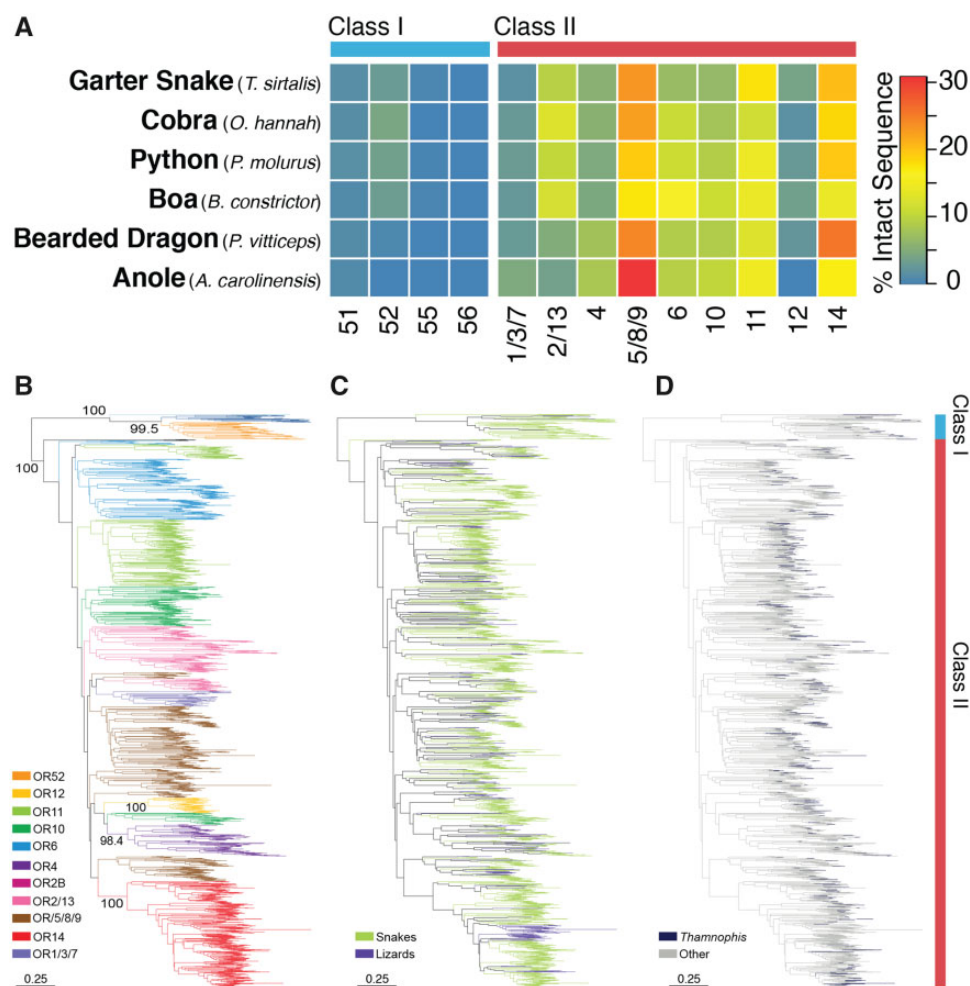 A
Class I Class II
Garter Snake (T. sirtalis)
Cobra (O. hannah)
Python (P. molurus)
Boa (B. constrictor)
Bearded Dragon (P. vitticeps)
Anole (A. carolinensis)
51 52 55 56 1/3/7 2/13 4 5/8/9 6 10 11 12 14
% Intact Sequence
30
20
10
0
B C D
100
99.5
100
100
98.4
100
OR52
OR12
OR11
OR10
OR6
OR4
OR2B
OR2/13
OR/5/8/9
OR14
OR1/3/7
0.25
Snakes
Lizards
0.25
Thamnophis
Other
0.25
Class I
Class II